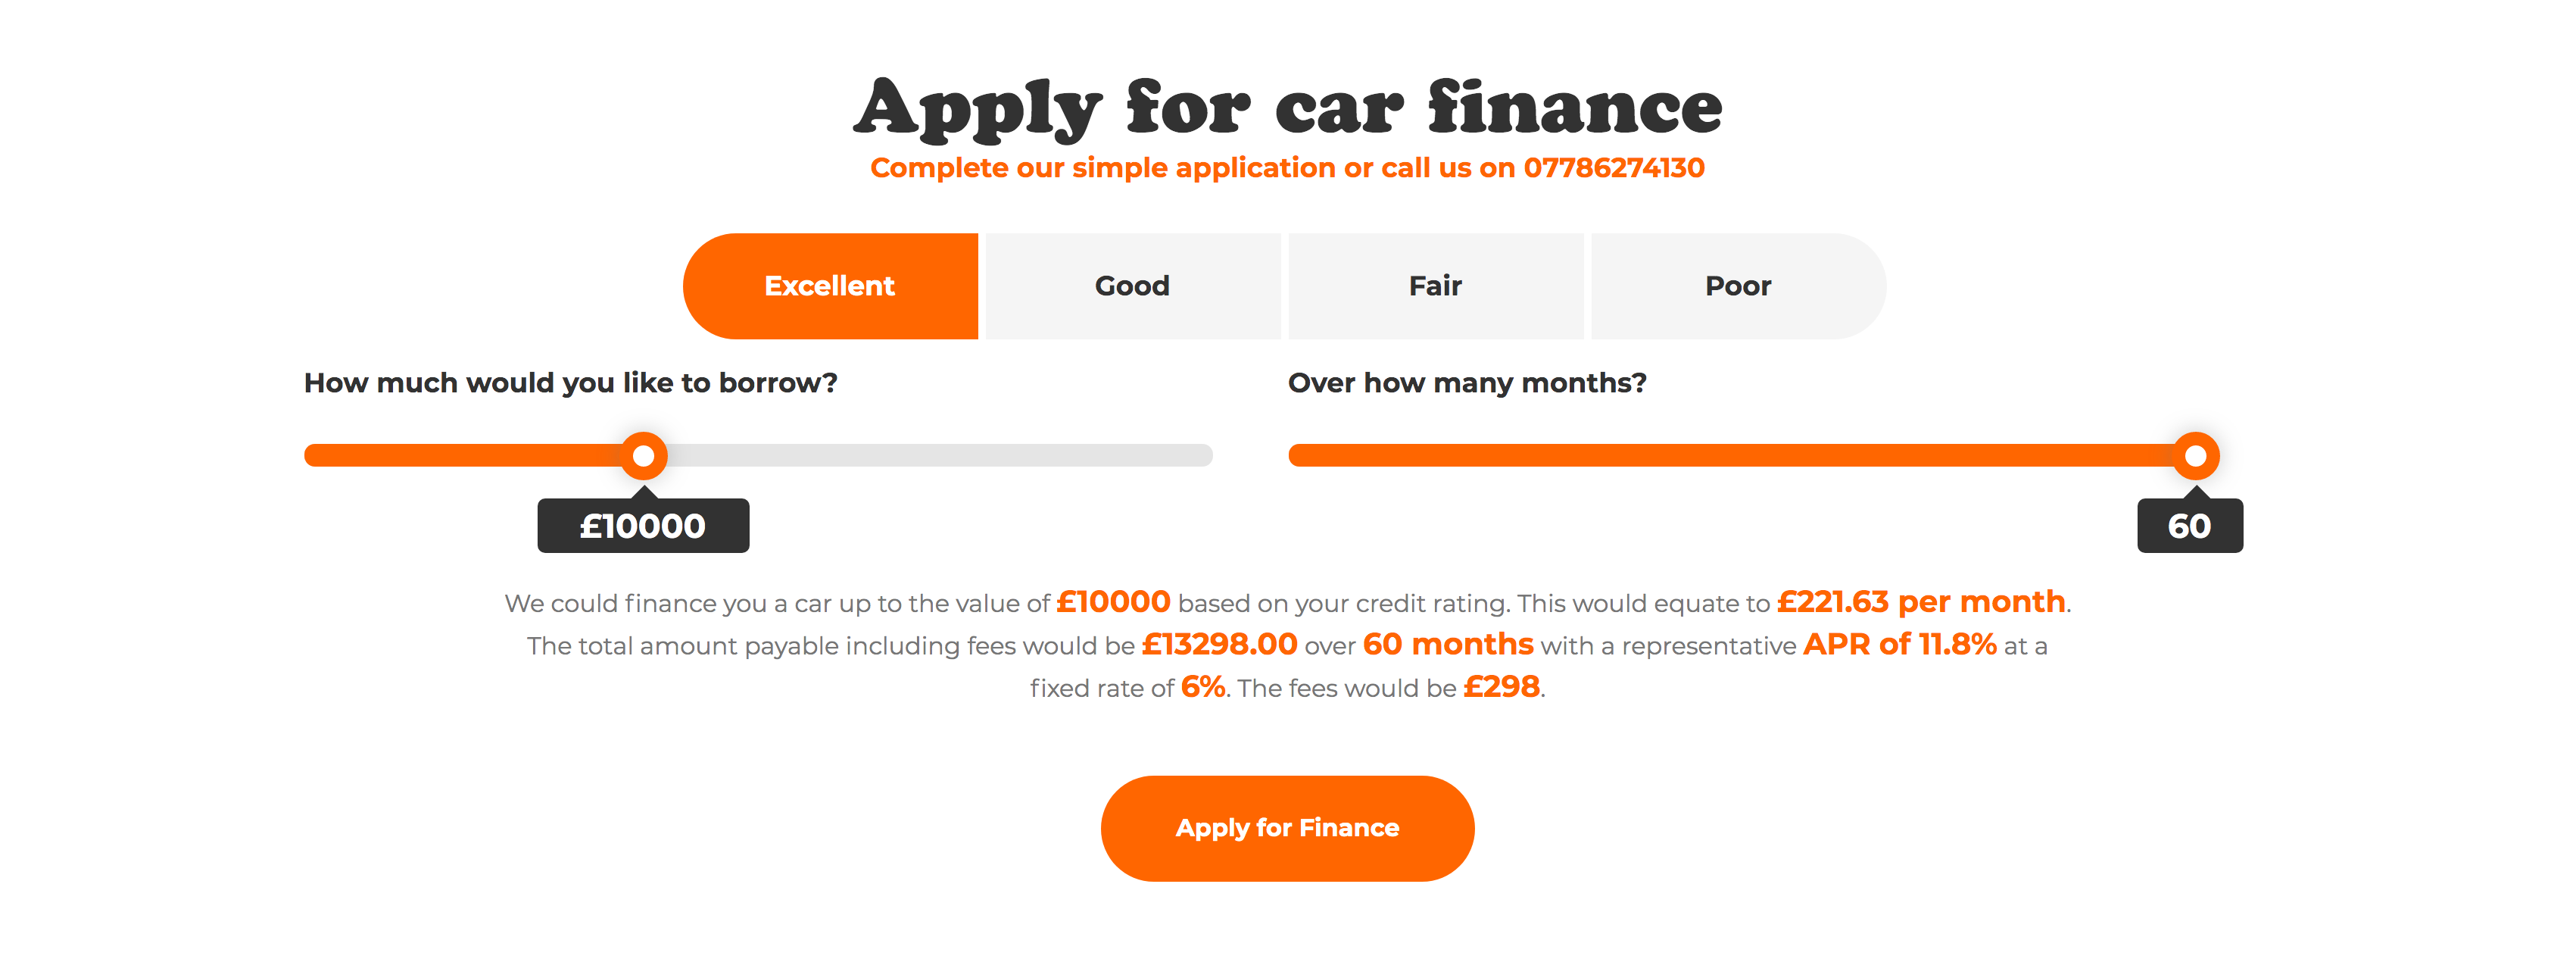 Apply for car finance
Complete our simple application or call us on 07786274130
Excellent
Good
Fair
Poor
How much would you like to borrow?
£10000
Over how many months?
60
We could finance you a car up to the value of £10000 based on your credit rating. This would equate to £221.63 per month.
The total amount payable including fees would be £13298.00 over 60 months with a representative APR of 11.8% at a
fixed rate of 6%. The fees would be £298.
Apply for Finance